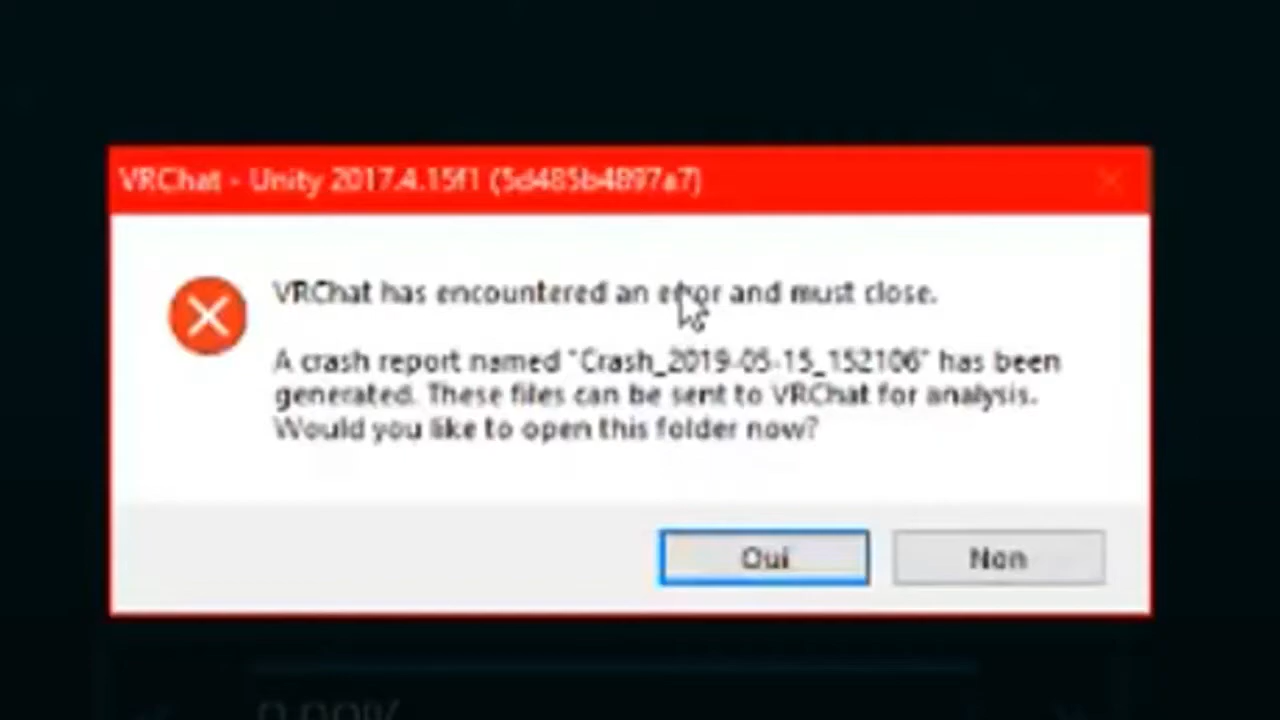 VRChat - Unity 2017.4.15f1 (5d485b4897a7)
VRChat has encountered an error and must close.
A crash report named "Crash_2019-05-15_152106" has been
generated. These files can be sent to VRChat for analysis.
Would you like to open this folder now?
Oui Non